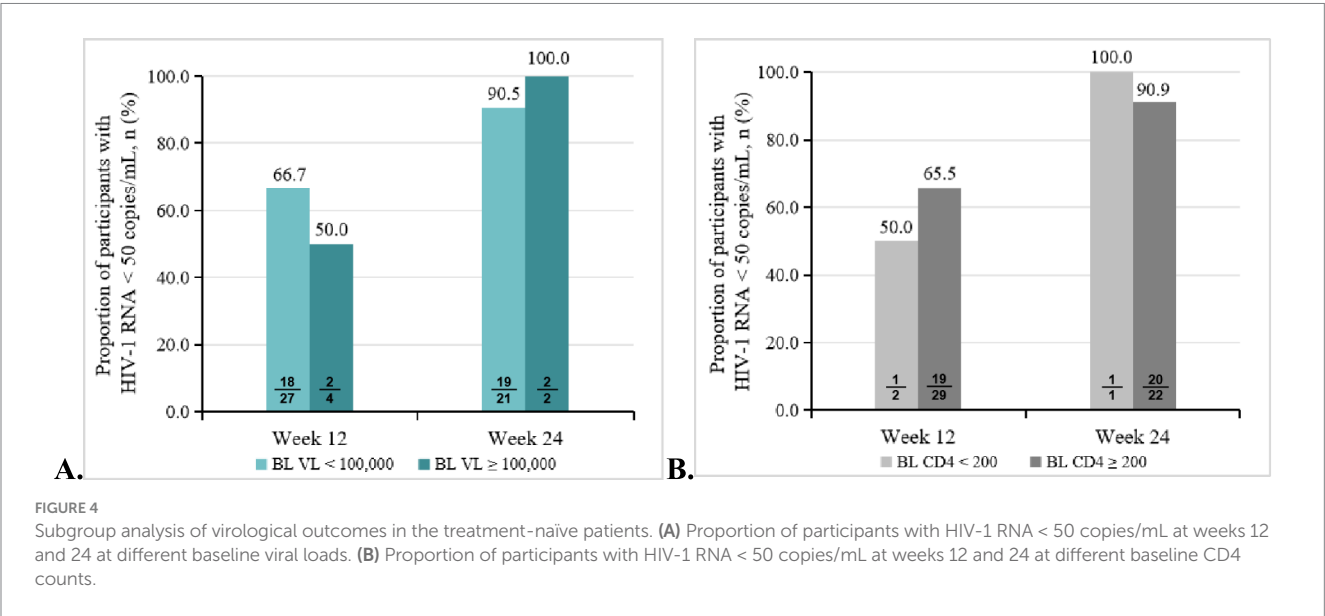 Proportion of participants with
HIV-1 RNA < 50 copies/mL, n (%)
100.0
80.0
60.0
40.0
20.0
0.0
66.7
50.0
90.5
100.0
18
27
2
4
19
21
2
2
Week 12
Week 24
BL VL < 100,000
BL VL ≥ 100,000
A.
Proportion of participants with
HIV-1 RNA < 50 copies/mL, n (%)
100.0
80.0
60.0
40.0
20.0
0.0
50.0
65.5
100.0
90.9
1
2
19
29
1
1
20
22
Week 12
Week 24
BL CD4 < 200
BL CD4 ≥ 200
B.
FIGURE 4
Subgroup analysis of virological outcomes in the treatment-naïve patients. (A) Proportion of participants with HIV-1 RNA < 50 copies/mL at weeks 12
and 24 at different baseline viral loads. (B) Proportion of participants with HIV-1 RNA < 50 copies/mL at weeks 12 and 24 at different baseline CD4
counts.